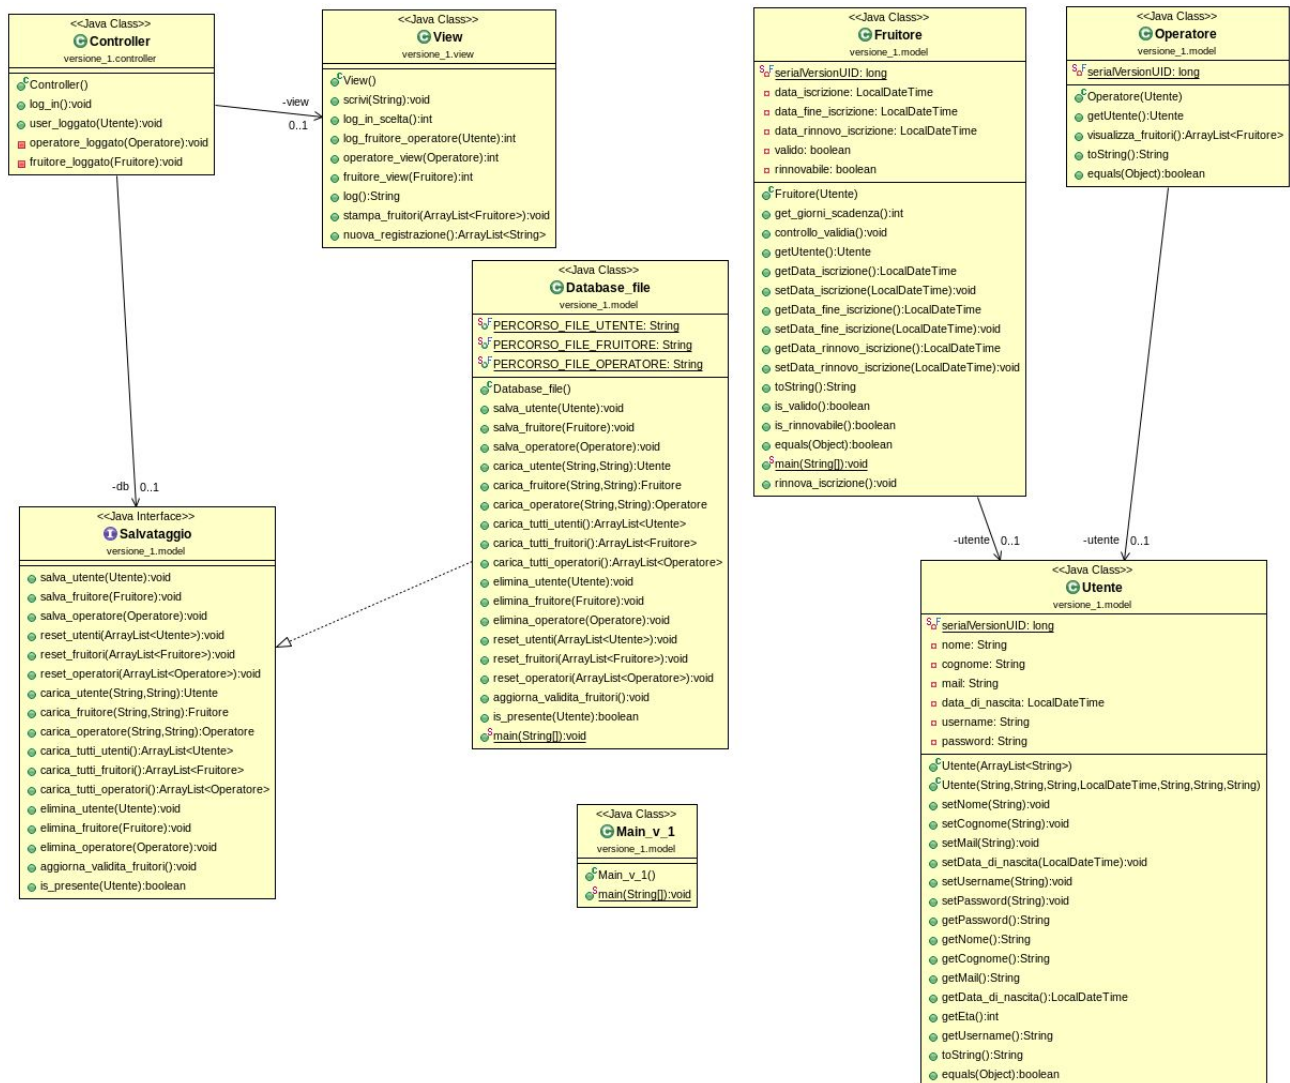 <<Java Class>>
Controller
versione_1.controller
Controller()
log_in():void
user_loggato(Utente):void
operatore_loggato(Operatore):void
fruitore_loggato(Fruitore):void
-view
0..1
<<Java Class>>
View
versione_1.view
View()
scrivi(String):void
log_in_scelta():int
log_fruitore_operatore(Utente):int
operatore_view(Operatore):int
fruitore_view(Fruitore):int
log():String
stampa_fruitori(ArrayList<Fruitore>):void
nuova_registrazione():ArrayList<String>
<<Java Class>>
Fruitore
versione_1.model
serialVersionUID: long
data_iscrizione: LocalDateTime
data_fine_iscrizione: LocalDateTime
data_rinnovo_iscrizione: LocalDateTime
valido: boolean
rinnovabile: boolean
Fruitore(Utente)
get_giorni_scadenza():int
controllo_validia():void
getUtente():Utente
getData_iscrizione():LocalDateTime
setData_iscrizione(LocalDateTime):void
getData_fine_iscrizione():LocalDateTime
setData_fine_iscrizione(LocalDateTime):void
getData_rinnovo_iscrizione():LocalDateTime
setData_rinnovo_iscrizione(LocalDateTime):void
toString():String
is_valido():boolean
is_rinnovabile():boolean
equals(Object):boolean
main(String[]):void
rinnova_iscrizione():void
<<Java Class>>
Operatore
versione_1.model
serialVersionUID: long
Operatore(Utente)
getUtente():Utente
visualizza_fruitori():ArrayList<Fruitore>
toString():String
equals(Object):boolean
<<Java Class>>
Database_file
versione_1.model
PERCORSO_FILE_UTENTE: String
PERCORSO_FILE_FRUITORE: String
PERCORSO_FILE_OPERATORE: String
Database_file()
salva_utente(Utente):void
salva_fruitore(Fruitore):void
salva_operatore(Operatore):void
carica_utente(String,String):Utente
carica_fruitore(String,String):Fruitore
carica_operatore(String,String):Operatore
carica_tutti_utenti():ArrayList<Utente>
carica_tutti_fruitori():ArrayList<Fruitore>
carica_tutti_operatori():ArrayList<Operatore>
elimina_utente(Utente):void
elimina_fruitore(Fruitore):void
elimina_operatore(Operatore):void
reset_utenti(ArrayList<Utente>):void
reset_fruitori(ArrayList<Fruitore>):void
reset_operatori(ArrayList<Operatore>):void
aggiorna_validita_fruitori():void
is_presente(Utente):boolean
main(String[]):void
-db 0..1
<<Java Interface>>
Salvataggio
versione_1.model
salva_utente(Utente):void
salva_fruitore(Fruitore):void
salva_operatore(Operatore):void
reset_utenti(ArrayList<Utente>):void
reset_fruitori(ArrayList<Fruitore>):void
reset_operatori(ArrayList<Operatore>):void
carica_utente(String,String):Utente
carica_fruitore(String,String):Fruitore
carica_operatore(String,String):Operatore
carica_tutti_utenti():ArrayList<Utente>
carica_tutti_fruitori():ArrayList<Fruitore>
carica_tutti_operatori():ArrayList<Operatore>
elimina_utente(Utente):void
elimina_fruitore(Fruitore):void
elimina_operatore(Operatore):void
aggiorna_validita_fruitori():void
is_presente(Utente):boolean
<<Java Class>>
Main_v_1
versione_1.model
Main_v_1()
main(String[]):void
-utente 0..1
-utente 0..1
<<Java Class>>
Utente
versione_1.model
serialVersionUID: long
nome: String
cognome: String
mail: String
data_di_nascita: LocalDateTime
username: String
password: String
Utente(ArrayList<String>)
Utente(String,String,String,LocalDateTime,String,String,String)
setNome(String):void
setCognome(String):void
setMail(String):void
setData_di_nascita(LocalDateTime):void
setUsername(String):void
setPassword(String):void
getPassword():String
getNome():String
getCognome():String
getMail():String
getData_di_nascita():LocalDateTime
getEta():int
getUsername():String
toString():String
equals(Object):boolean